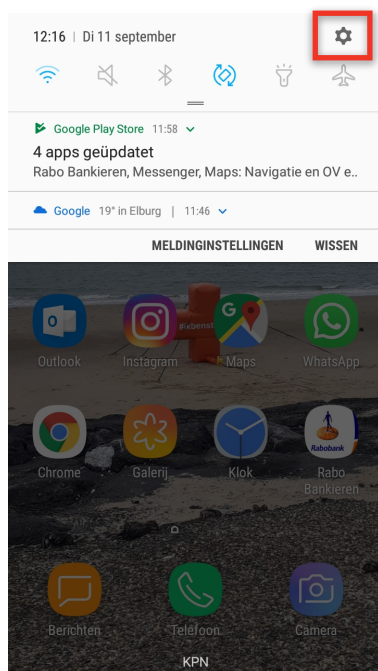 12:16 | Di 11 september
Google Play Store 11:58
4 apps geüpdatet
Rabo Bankieren, Messenger, Maps: Navigatie en OV e..
Google 19° in Elburg | 11:46
MELDINGINSTELLINGEN WISSEN
#ixbenst
G
Rabobank
Outlook Instagram Maps WhatsApp
Chrome Galerij Klok Rabo
Bankieren
Berichten Telefoon Camera
KPN